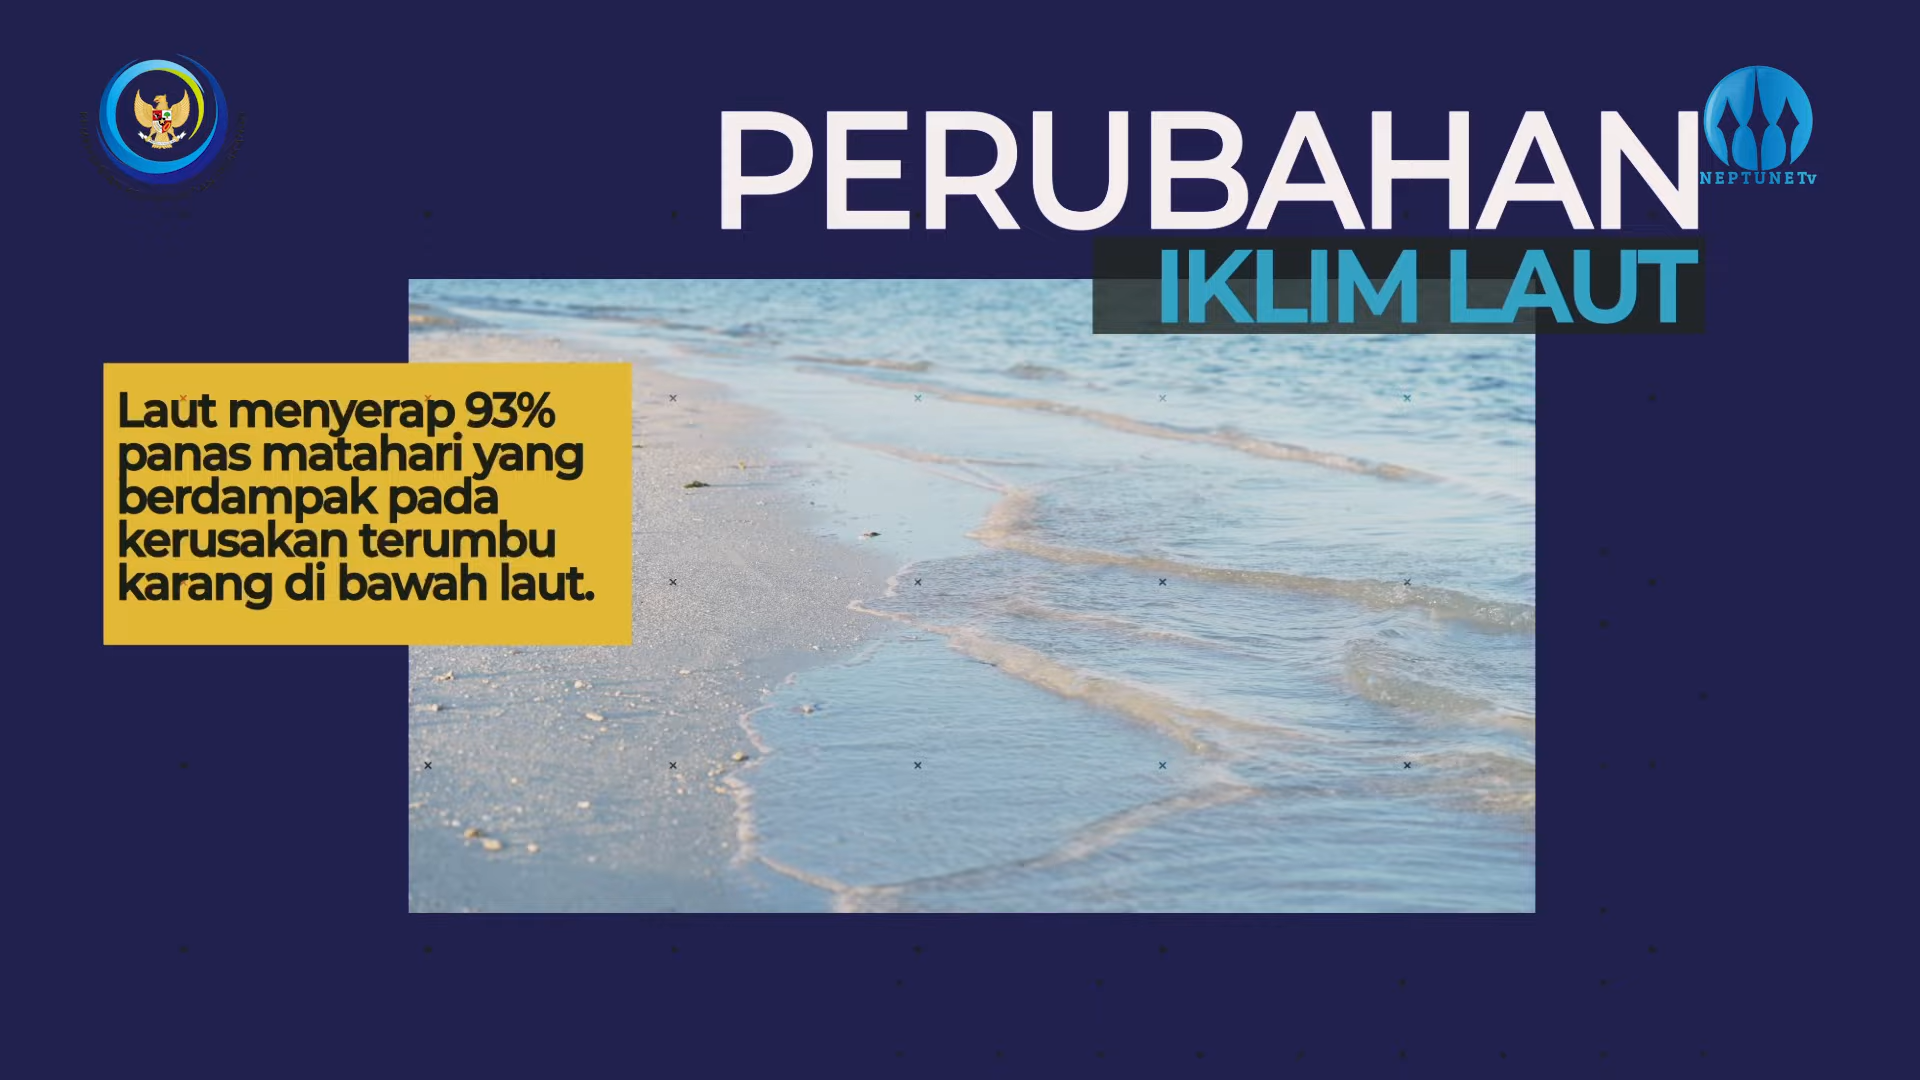 PERUBAHAN
NEPTUNETv
IKLIM LAUT
Laut menyerap 93%
panas matahari yang
berdampak pada
kerusakan terumbu
karang di bawah laut.